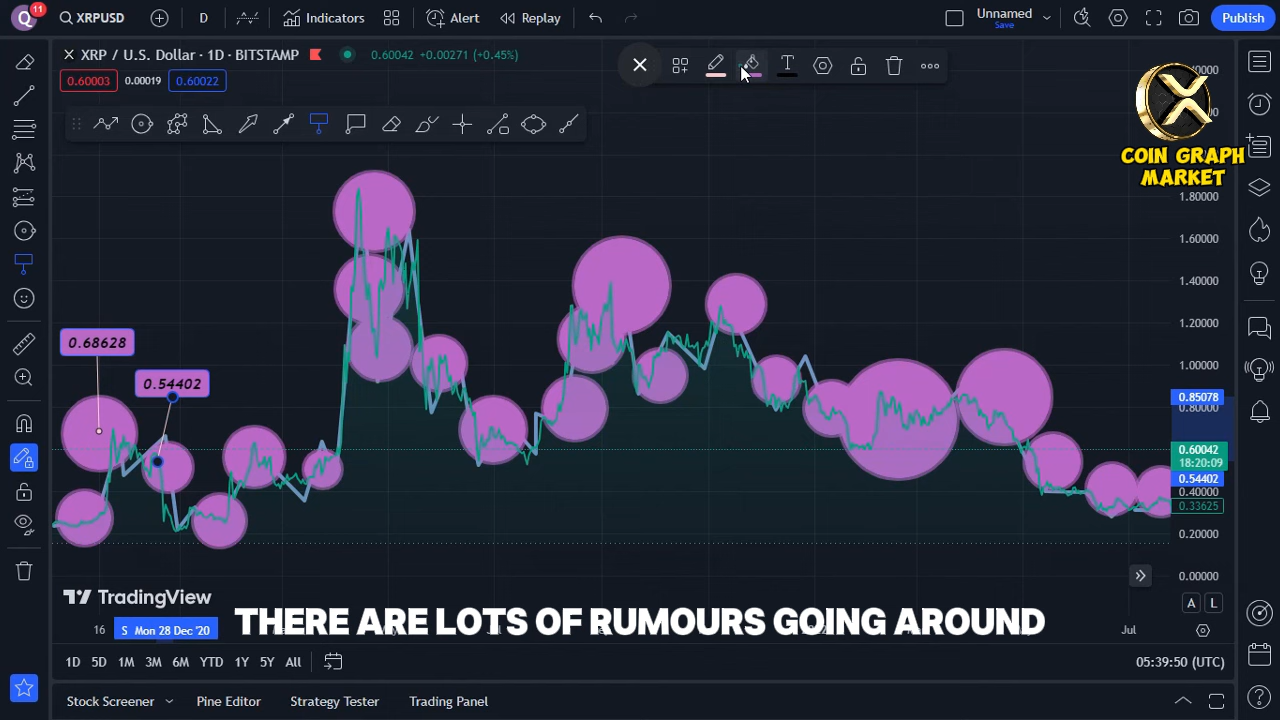 Q
11
XRPUSD
D
Indicators
Alert
Replay
Unnamed
Save
Publish
XRP / U.S. Dollar · 1D · BITSTAMP
0.60042 +0.00271 (+0.45%)
0.60003
0.00019
0.60022
T
COIN GRAPH
MARKET
1.80000
1.60000
1.40000
1.20000
1.00000
0.85078
0.80000
0.60042
18:20:09
0.54402
0.40000
0.33625
0.20000
0.00000
0.68628
0.54402
TradingView
A
L
THERE ARE LOTS OF RUMOURS GOING AROUND
16
S Mon 28 Dec '20
Jul
1D
5D
1M
3M
6M
YTD
1Y
5Y
All
05:39:50 (UTC)
Stock Screener
Pine Editor
Strategy Tester
Trading Panel